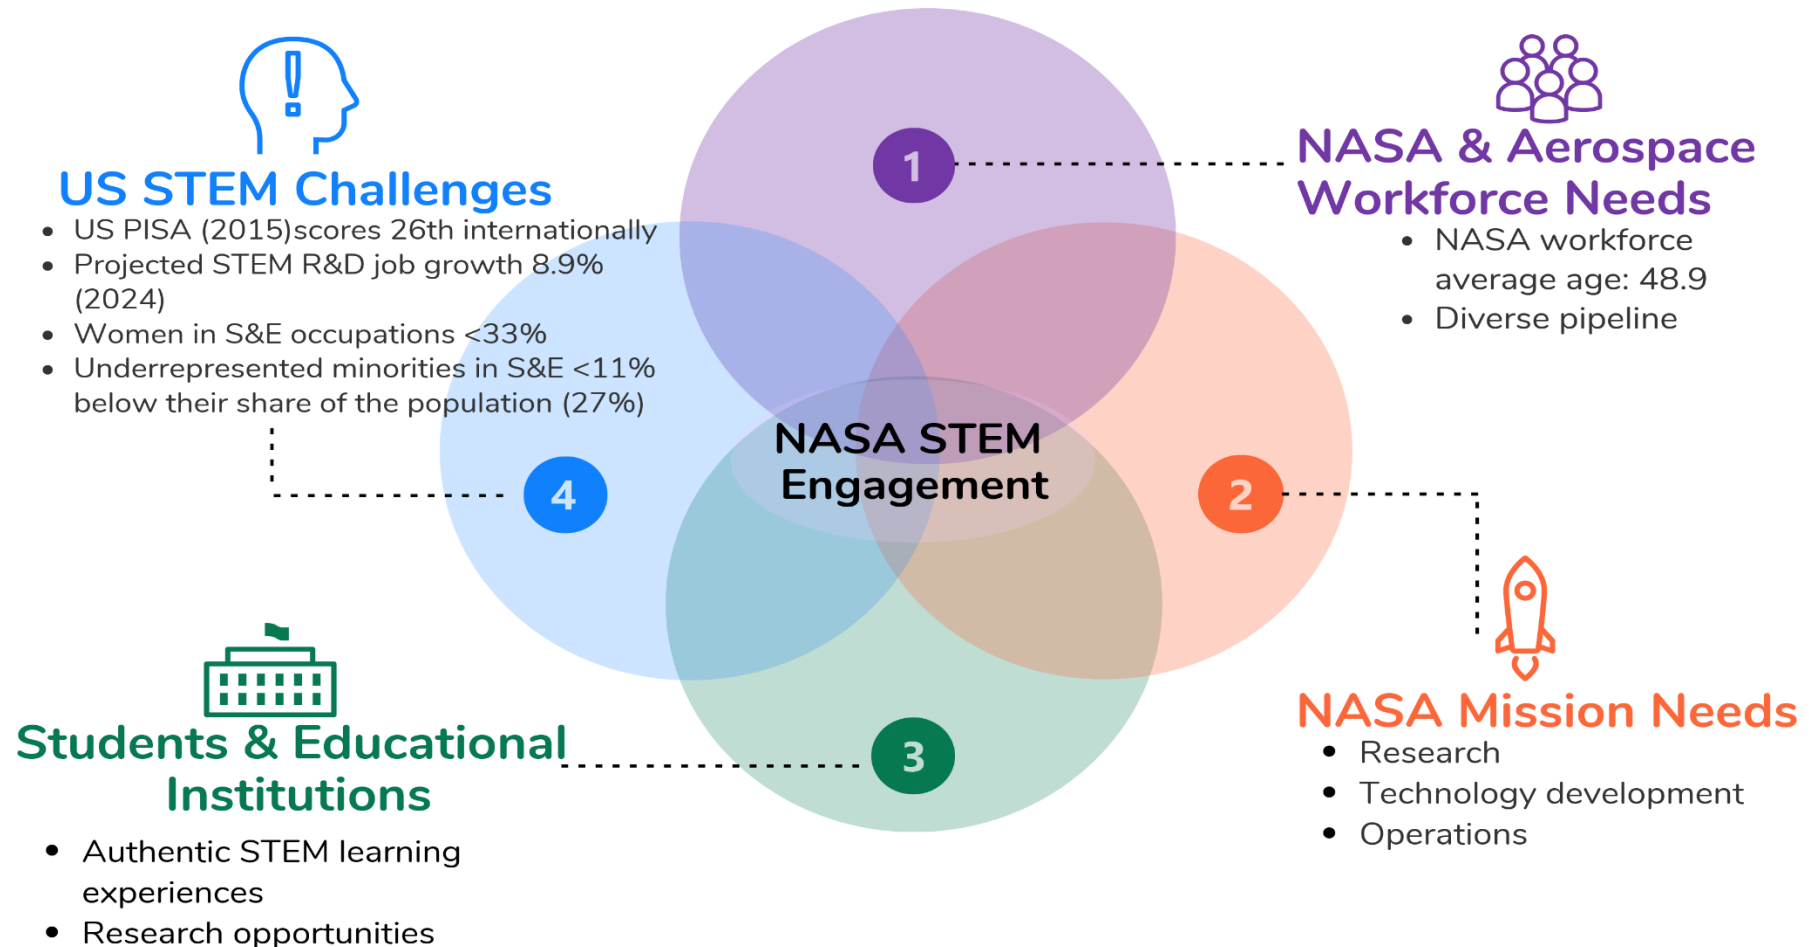 US STEM Challenges
• US PISA (2015)scores 26th internationally
• Projected STEM R&D job growth 8.9%
(2024)
• Women in S&E occupations <33%
• Underrepresented minorities in S&E <11%
below their share of the population (27%)
1
NASA & Aerospace
Workforce Needs
• NASA workforce
average age: 48.9
• Diverse pipeline
NASA STEM
Engagement
4
2
NASA Mission Needs
• Research
• Technology development
• Operations
Students & Educational
Institutions
• Authentic STEM learning
experiences
• Research opportunities
3